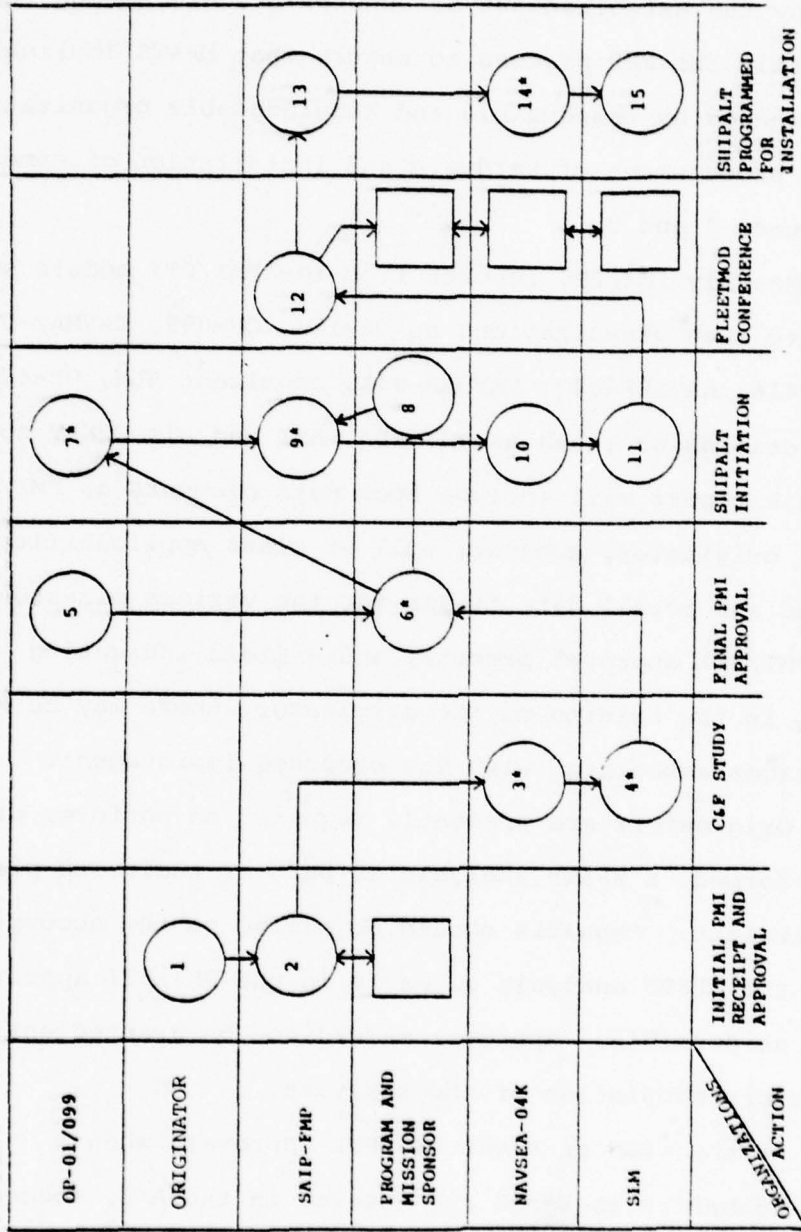 OP-01/099
5
7*
ORIGINATOR
1
SAIP-FMP
2
9*
12
13
PROGRAM AND
MISSION
SPONSOR
6*
8
NAVSEA-04K
3*
10
14*
SLM
4*
11
15
ORGANIZATIONS
ACTION
INITIAL PMI
RECEIPT AND
APPROVAL
C&F STUDY
FINAL PMI
APPROVAL
SHIPALT
INITIATION
FLEETMOD
CONFERENCE
SHIPALT
PROGRAMMED
FOR
INSTALLATION